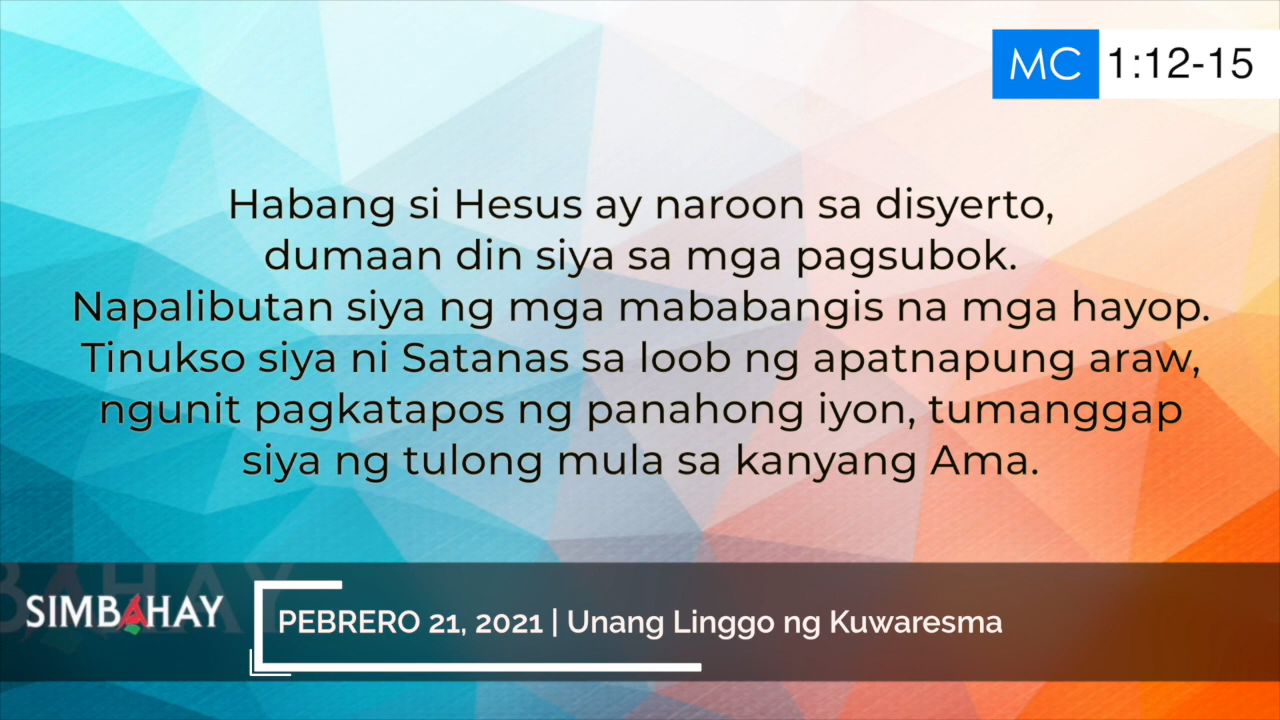 MC 1:12-15
Habang si Hesus ay naroon sa disyerto,
dumaan din siya sa mga pagsubok.
Napalibutan siya ng mga mababangis na mga hayop.
Tinukso siya ni Satanas sa loob ng apatnapung araw,
ngunit pagkatapos ng panahong iyon, tumanggap
siya ng tulong mula sa kanyang Ama.
SIMBAHAY
PEBRERO 21, 2021 | Unang Linggo ng Kuwaresma